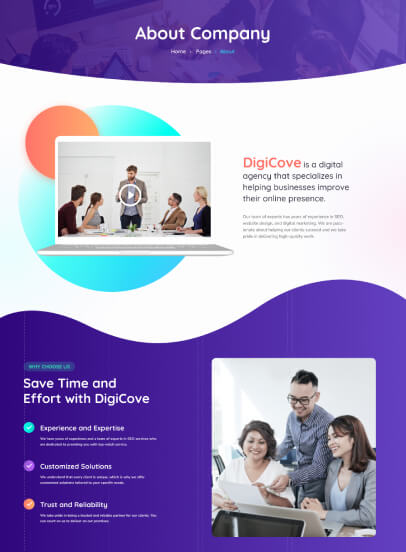 About Company
Home • Pages • About
DigiCove is a digital
agency that specializes in
helping businesses improve
their online presence.
Our team of experts has years of experience in SEO,
website design, and digital marketing. We are pass-
ionate about helping our clients succeed and we take
pride in delivering high-quality work.
WHY CHOOSE US
Save Time and
Effort with DigiCove
Experience and Expertise
We have years of experience and a team of experts in SEO services who
are dedicated to providing you with top-notch service.
Customized Solutions
We understand that every client is unique, which is why we offer
customized solutions tailored to your specific needs.
Trust and Reliability
We take pride in being a trusted and reliable partner for our clients. You
can count on us to deliver on our promises.